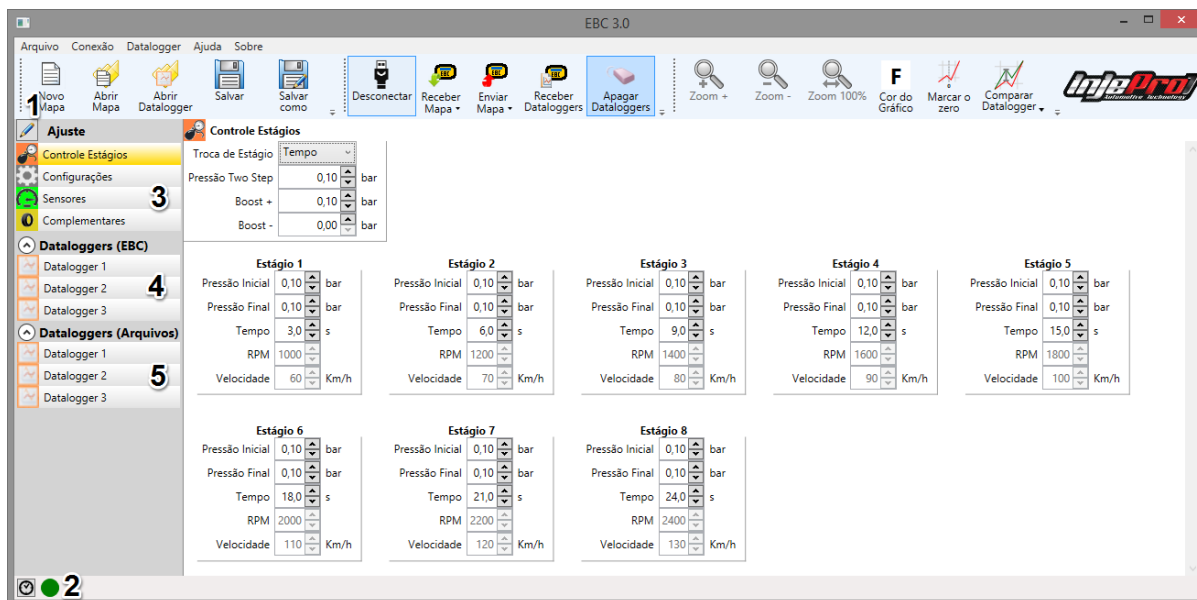 EBC 3.0
Arquivo Conexão Datalogger Ajuda Sobre
Novo Mapa Abrir Mapa Abrir Datalogger Salvar Salvar como Desconectar Receber Mapa Enviar Mapa Receber Dataloggers Apagar Dataloggers Zoom + Zoom - Zoom 100% F Cor do Gráfico Marcar o zero Comparar Datalogger InjePro Automotive Technology
1
Ajuste
Controle Estágios
Configurações
Sensores
3
Complementares
Dataloggers (EBC)
Datalogger 1
Datalogger 2
4
Datalogger 3
Dataloggers (Arquivos)
Datalogger 1
Datalogger 2
5
Datalogger 3
Controle Estágios
Troca de Estágio Tempo
Pressão Two Step 0,10 bar
Boost + 0,10 bar
Boost - 0,00 bar
Estágio 1
Pressão Inicial 0,10 bar
Pressão Final 0,10 bar
Tempo 3,0 s
RPM 1000
Velocidade 60 Km/h
Estágio 2
Pressão Inicial 0,10 bar
Pressão Final 0,10 bar
Tempo 6,0 s
RPM 1200
Velocidade 70 Km/h
Estágio 3
Pressão Inicial 0,10 bar
Pressão Final 0,10 bar
Tempo 9,0 s
RPM 1400
Velocidade 80 Km/h
Estágio 4
Pressão Inicial 0,10 bar
Pressão Final 0,10 bar
Tempo 12,0 s
RPM 1600
Velocidade 90 Km/h
Estágio 5
Pressão Inicial 0,10 bar
Pressão Final 0,10 bar
Tempo 15,0 s
RPM 1800
Velocidade 100 Km/h
Estágio 6
Pressão Inicial 0,10 bar
Pressão Final 0,10 bar
Tempo 18,0 s
RPM 2000
Velocidade 110 Km/h
Estágio 7
Pressão Inicial 0,10 bar
Pressão Final 0,10 bar
Tempo 21,0 s
RPM 2200
Velocidade 120 Km/h
Estágio 8
Pressão Inicial 0,10 bar
Pressão Final 0,10 bar
Tempo 24,0 s
RPM 2400
Velocidade 130 Km/h
2